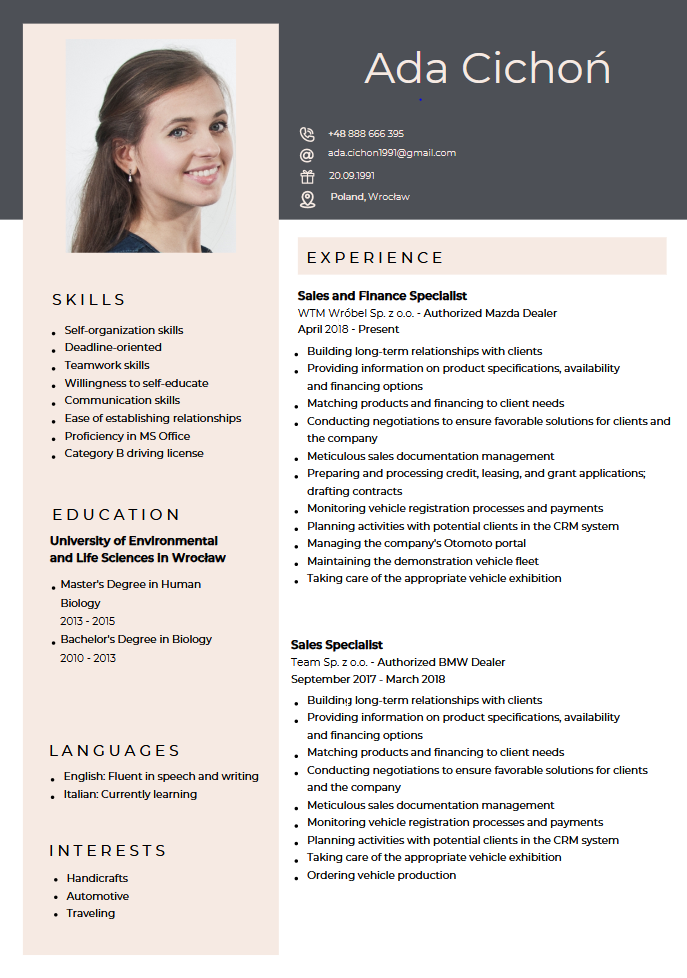 Ada Cichoń
+48 888 666 395
ada.cichon1991@gmail.com
20.09.1991
Poland, Wrocław
SKILLS
Self-organization skills
Deadline-oriented
Teamwork skills
Willingness to self-educate
Communication skills
Ease of establishing relationships
Proficiency in MS Office
Category B driving license
EDUCATION
University of Environmental
and Life Sciences in Wrocław
Master's Degree in Human
Biology
2013 - 2015
Bachelor's Degree in Biology
2010 - 2013
LANGUAGES
English: Fluent in speech and writing
Italian: Currently learning
INTERESTS
Handicrafts
Automotive
Traveling
EXPERIENCE
Sales and Finance Specialist
WTM Wróbel Sp. z o.o. - Authorized Mazda Dealer
April 2018 - Present
Building long-term relationships with clients
Providing information on product specifications, availability
and financing options
Matching products and financing to client needs
Conducting negotiations to ensure favorable solutions for clients and
the company
Meticulous sales documentation management
Preparing and processing credit, leasing, and grant applications;
drafting contracts
Monitoring vehicle registration processes and payments
Planning activities with potential clients in the CRM system
Managing the company's Otomoto portal
Maintaining the demonstration vehicle fleet
Taking care of the appropriate vehicle exhibition
Sales Specialist
Team Sp. z o.o. - Authorized BMW Dealer
September 2017 - March 2018
Building long-term relationships with clients
Providing information on product specifications, availability
and financing options
Matching products and financing to client needs
Conducting negotiations to ensure favorable solutions for clients
and the company
Meticulous sales documentation management
Monitoring vehicle registration processes and payments
Planning activities with potential clients in the CRM system
Taking care of the appropriate vehicle exhibition
Ordering vehicle production